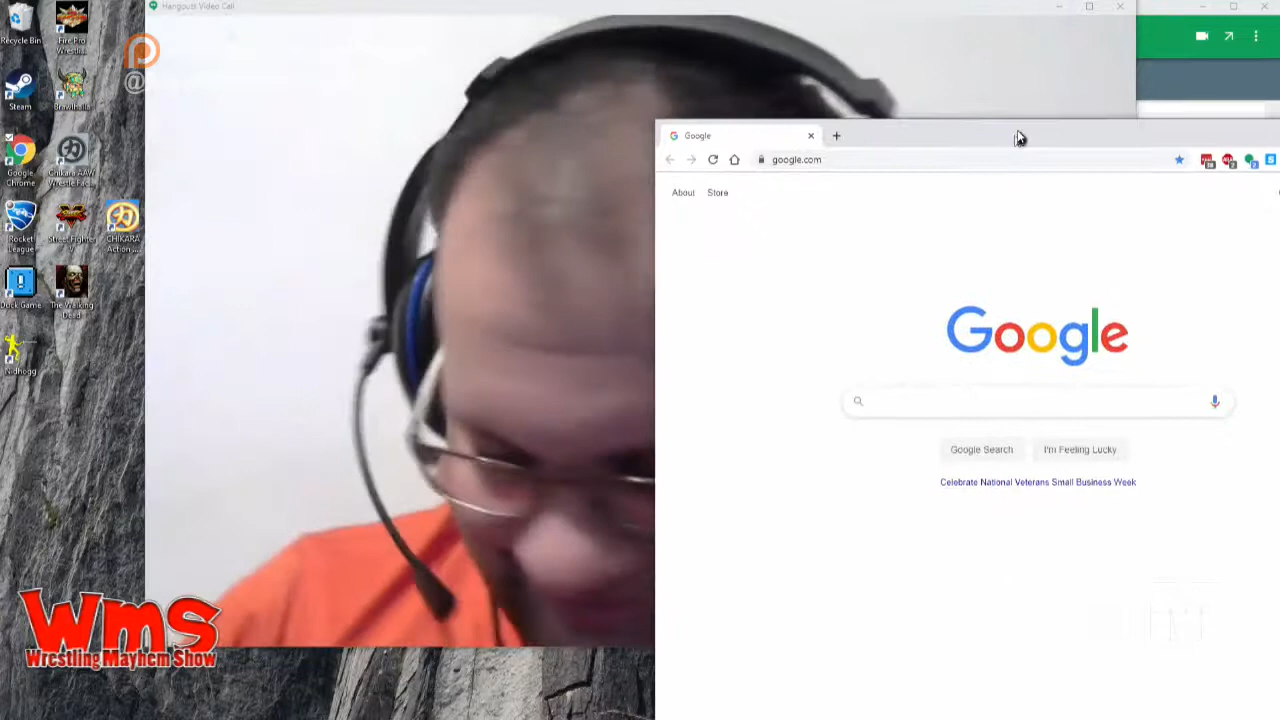 Hangouts Video Call
Recycle Bin
Fire Pro
Wrestli...
@
Steam
Brawlhalla
Google
Chrome
Chikara AAW
Wrestle Fac...
Rocket
League
Street Fighter
V
CHIKARA
Action ...
Duck Game
The Walking
Dead
Nidhogg
Google
google.com
About
Store
Google
Google Search
I'm Feeling Lucky
Celebrate National Veterans Small Business Week
WMS
Wrestling Mayhem Show